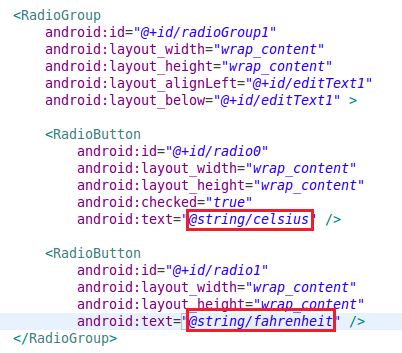 <RadioGroup
android:id="@+id/radioGroup1"
android:layout_width="wrap_content"
android:layout_height="wrap_content"
android:layout_alignLeft="@+id/editText1"
android:layout_below="@+id/editText1" >
<RadioButton
android:id="@+id/radio0"
android:layout_width="wrap_content"
android:layout_height="wrap_content"
android:checked="true"
android:text="@string/celsius" />
<RadioButton
android:id="@+id/radio1"
android:layout_width="wrap_content"
android:layout_height="wrap_content"
android:text="@string/fahrenheit" />
</RadioGroup>